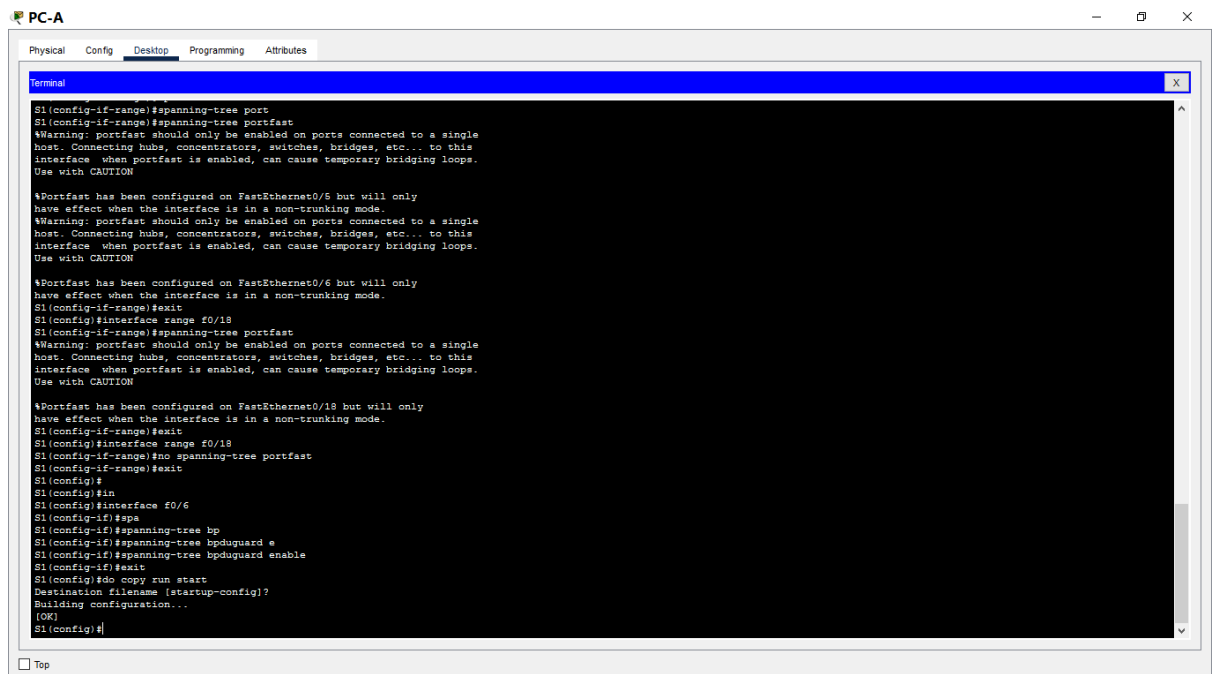 PC-A
Physical Config Desktop Programming Attributes
Terminal
X
S1(config-if-range)#spanning-tree port
S1(config-if-range)#spanning-tree portfast
%Warning: portfast should only be enabled on ports connected to a single
host. Connecting hubs, concentrators, switches, bridges, etc... to this
interface  when portfast is enabled, can cause temporary bridging loops.
Use with CAUTION
%Portfast has been configured on FastEthernet0/5 but will only
have effect when the interface is in a non-trunking mode.
%Warning: portfast should only be enabled on ports connected to a single
host. Connecting hubs, concentrators, switches, bridges, etc... to this
interface  when portfast is enabled, can cause temporary bridging loops.
Use with CAUTION
%Portfast has been configured on FastEthernet0/6 but will only
have effect when the interface is in a non-trunking mode.
S1(config-if-range)#exit
S1(config)#interface range f0/18
S1(config-if-range)#spanning-tree portfast
%Warning: portfast should only be enabled on ports connected to a single
host. Connecting hubs, concentrators, switches, bridges, etc... to this
interface  when portfast is enabled, can cause temporary bridging loops.
Use with CAUTION
%Portfast has been configured on FastEthernet0/18 but will only
have effect when the interface is in a non-trunking mode.
S1(config-if-range)#exit
S1(config)#interface range f0/18
S1(config-if-range)#no spanning-tree portfast
S1(config-if-range)#exit
S1(config)#
S1(config)#in
S1(config)#interface f0/6
S1(config-if)#spa
S1(config-if)#spanning-tree bp
S1(config-if)#spanning-tree bpduguard e
S1(config-if)#spanning-tree bpduguard enable
S1(config-if)#exit
S1(config)#do copy run start
Destination filename [startup-config]?
Building configuration...
[OK]
S1(config)#
Top